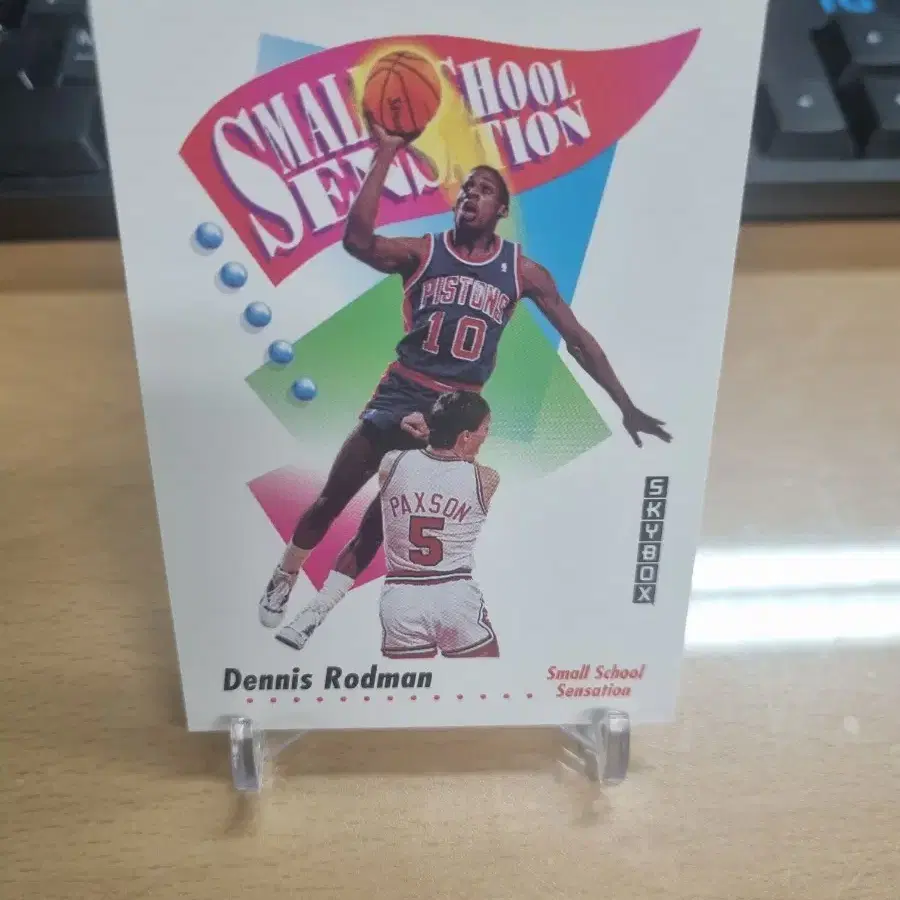 SMALL SCHOOL
SENSATION
PISTONS
10
PAXSON
5
SKYBOX
Dennis Rodman
Small School
Sensation